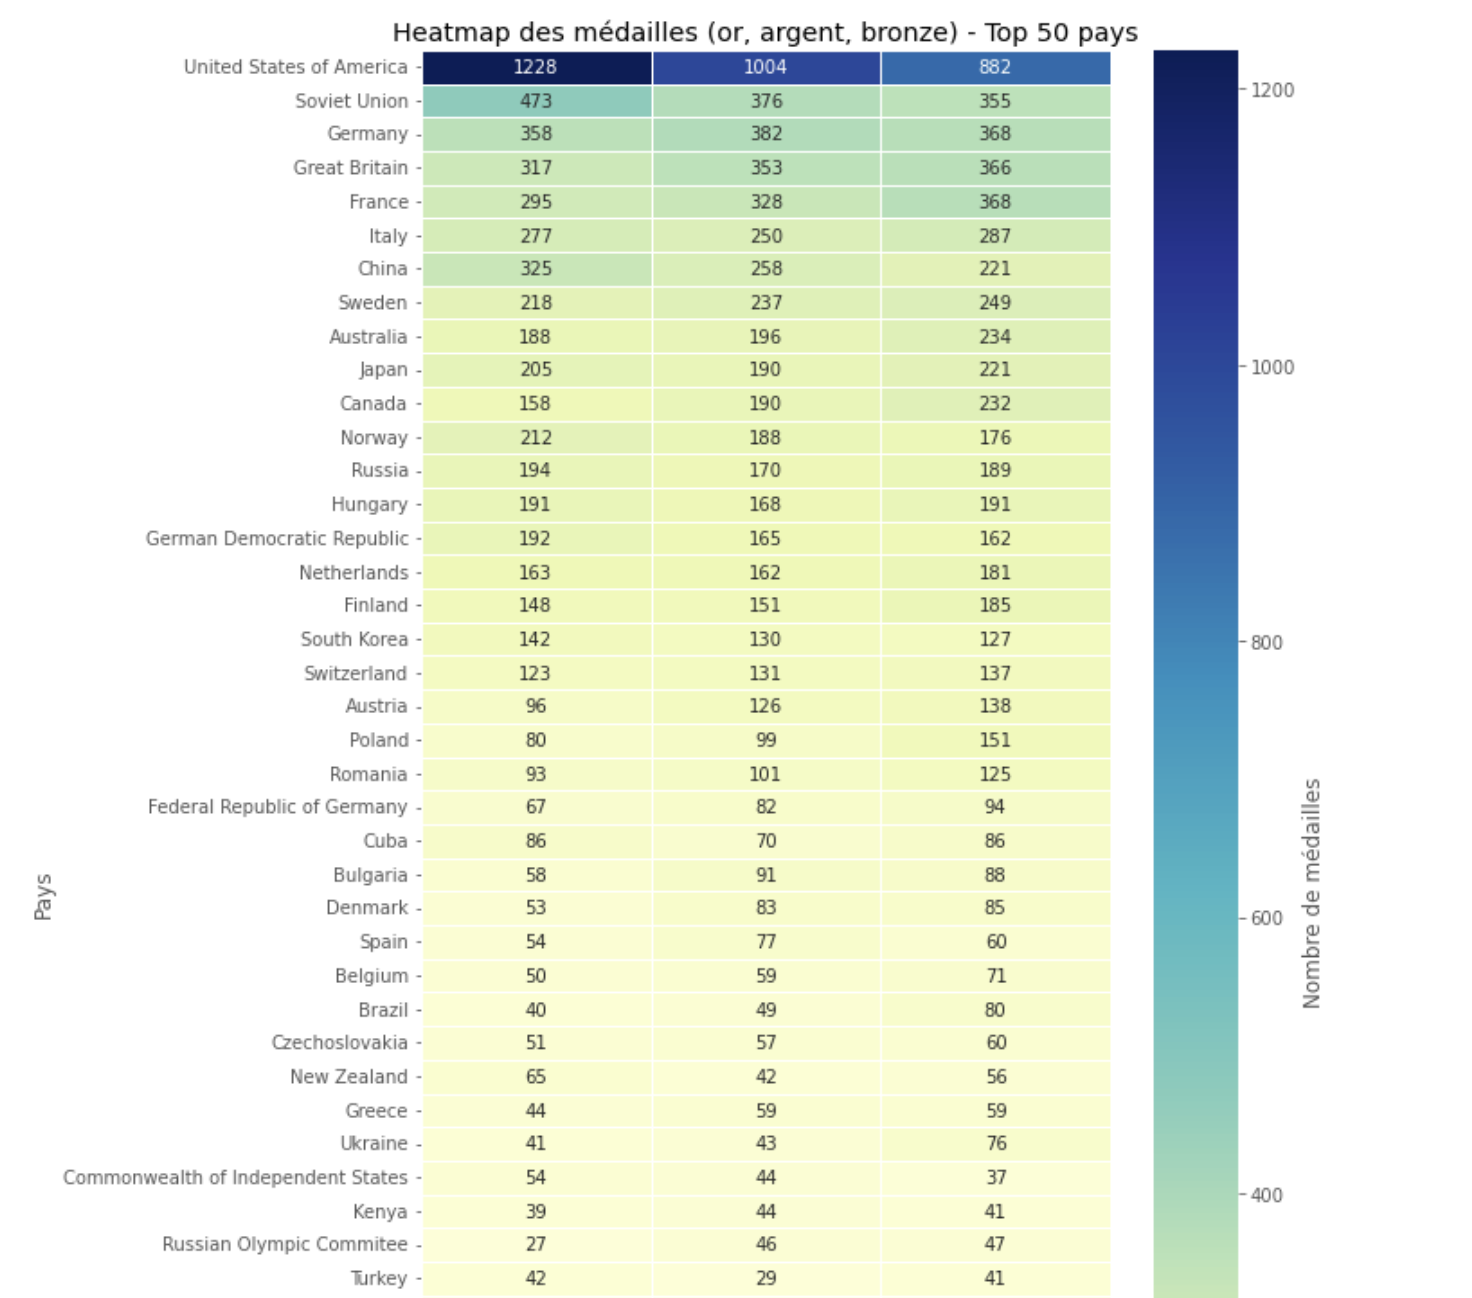 Heatmap des médailles (or, argent, bronze) - Top 50 pays
United States of America 1228 1004 882
Soviet Union 473 376 355
Germany 358 382 368
Great Britain 317 353 366
France 295 328 368
Italy 277 250 287
China 325 258 221
Sweden 218 237 249
Australia 188 196 234
Japan 205 190 221
Canada 158 190 232
Norway 212 188 176
Russia 194 170 189
Hungary 191 168 191
German Democratic Republic 192 165 162
Netherlands 163 162 181
Finland 148 151 185
South Korea 142 130 127
Switzerland 123 131 137
Austria 96 126 138
Poland 80 99 151
Romania 93 101 125
Federal Republic of Germany 67 82 94
Cuba 86 70 86
Bulgaria 58 91 88
Denmark 53 83 85
Spain 54 77 60
Belgium 50 59 71
Brazil 40 49 80
Czechoslovakia 51 57 60
New Zealand 65 42 56
Greece 44 59 59
Ukraine 41 43 76
Commonwealth of Independent States 54 44 37
Kenya 39 44 41
Russian Olympic Commitee 27 46 47
Turkey 42 29 41
Pays
1200
1000
800
600
400
Nombre de médailles